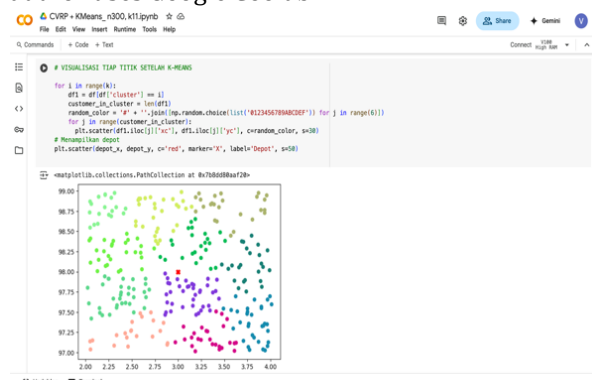 CVRP + KMeans_n300, k11.ipynb
File Edit View Insert Runtime Tools Help
Share
Gemini
V
Commands + Code + Text
Connect
High RAM
# VISUALISASI TIAP TITIK SETELAH K-MEANS
for i in range(k):
df1 = df[df['cluster'] == i]
customer_in_cluster = len(df1)
random_color = '#' + ''.join([np.random.choice(list('0123456789ABCDEF')) for j in range(6)])
for j in range(customer_in_cluster):
plt.scatter(df1.iloc[j]['xc'], df1.iloc[j]['yc'], c=random_color, s=30)
# Menampilkan depot
plt.scatter(depot_x, depot_y, c='red', marker='X', label='Depot', s=50)
99.00
98.75
98.50
98.25
98.00
97.75
97.50
97.25
97.00
2.00 2.25 2.50 2.75 3.00 3.25 3.50 3.75 4.00